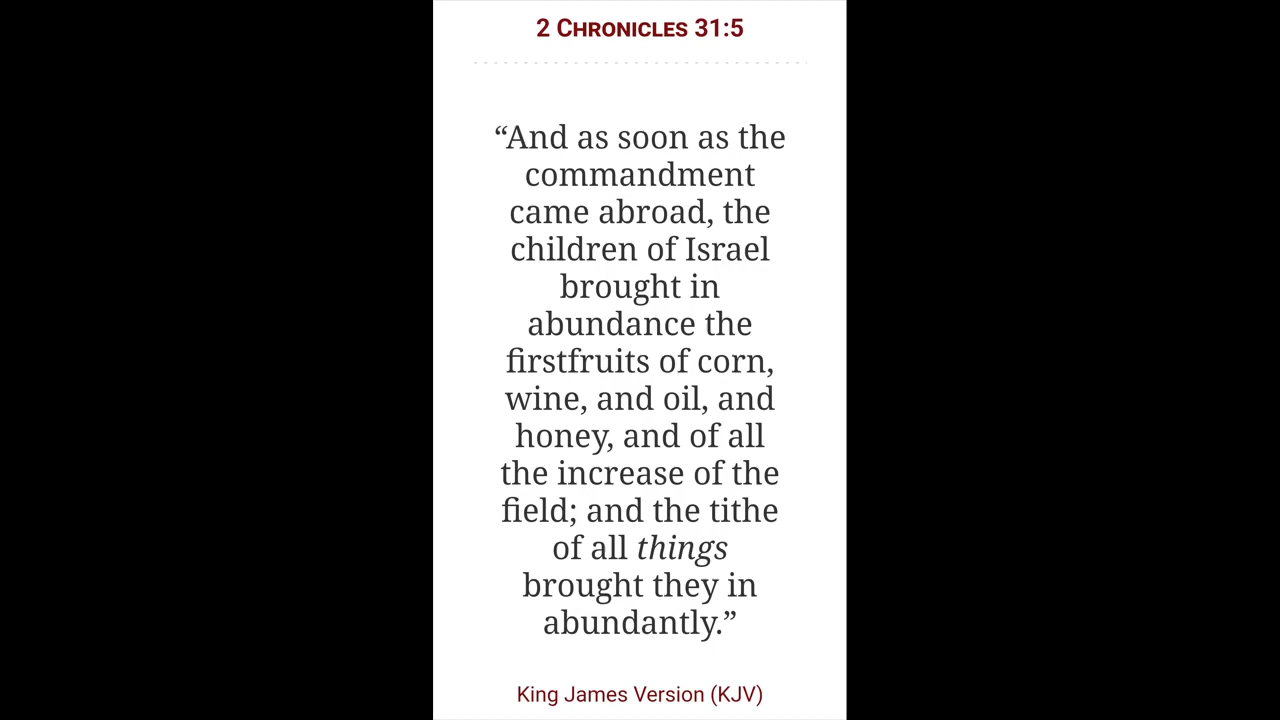 2 Chronicles 31:5
“And as soon as the
commandment
came abroad, the
children of Israel
brought in
abundance the
firstfruits of corn,
wine, and oil, and
honey, and of all
the increase of the
field; and the tithe
of all things
brought they in
abundantly.”
King James Version (KJV)